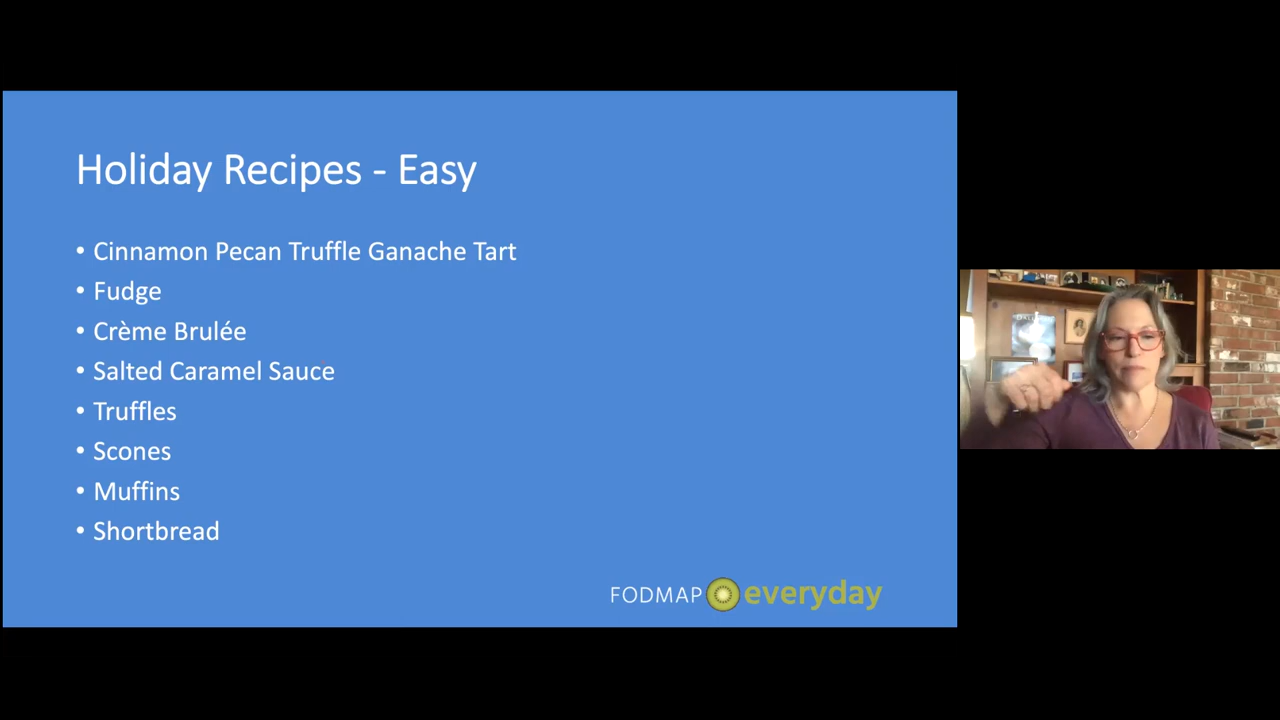 Holiday Recipes - Easy
• Cinnamon Pecan Truffle Ganache Tart
• Fudge
• Crème Brulée
• Salted Caramel Sauce
• Truffles
• Scones
• Muffins
• Shortbread
FODMAP everyday